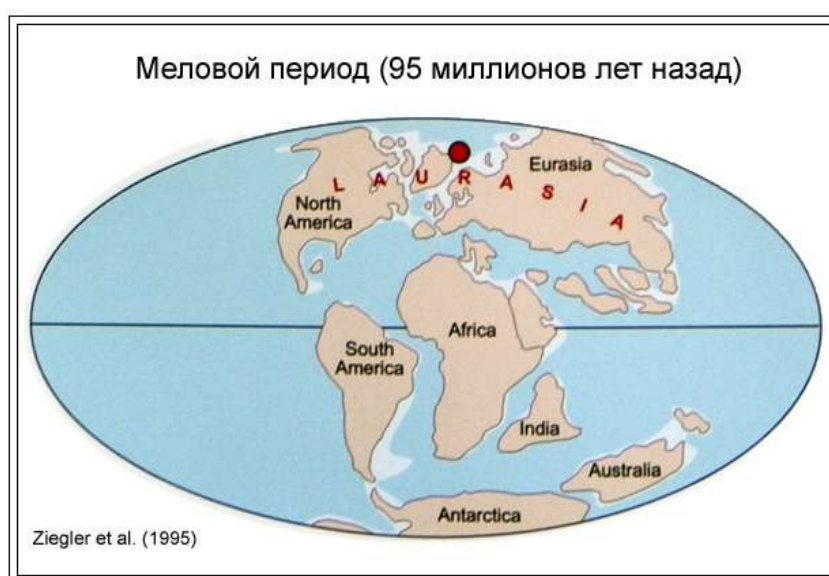 Меловой период (95 миллионов лет назад)
Eurasia
L A U R A S I A
North
America
Africa
South
America
India
Australia
Antarctica
Ziegler et al. (1995)